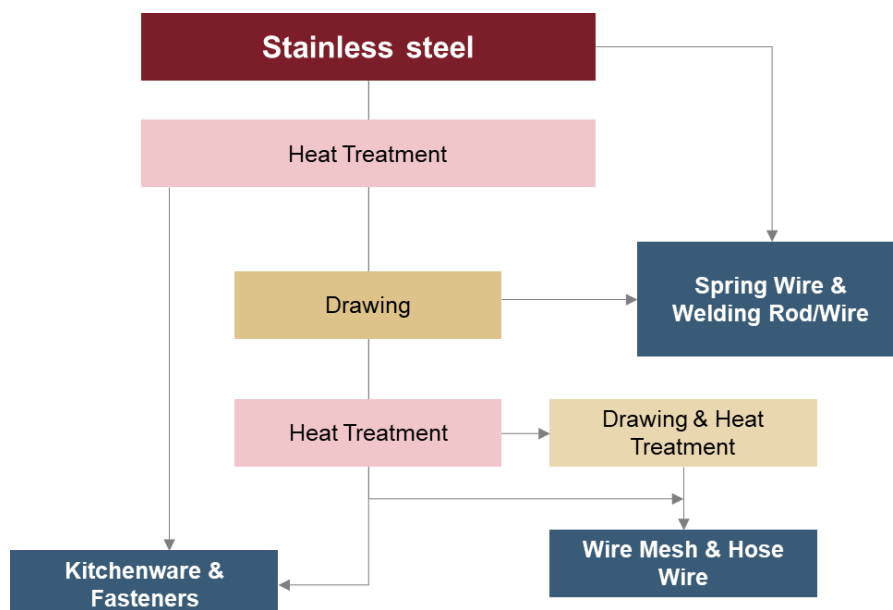 Stainless steel
Heat Treatment
Drawing
Spring Wire &
Welding Rod/Wire
Heat Treatment
Drawing & Heat
Treatment
Wire Mesh & Hose
Wire
Kitchenware &
Fasteners